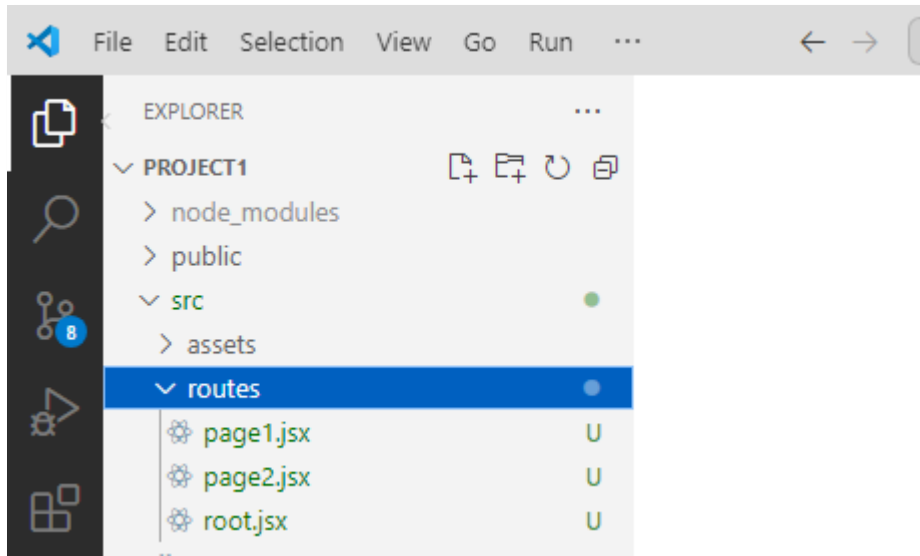 File Edit Selection View Go Run ...
EXPLORER ...
PROJECT1
node_modules
public
src
assets
routes
page1.jsx U
page2.jsx U
root.jsx U
8